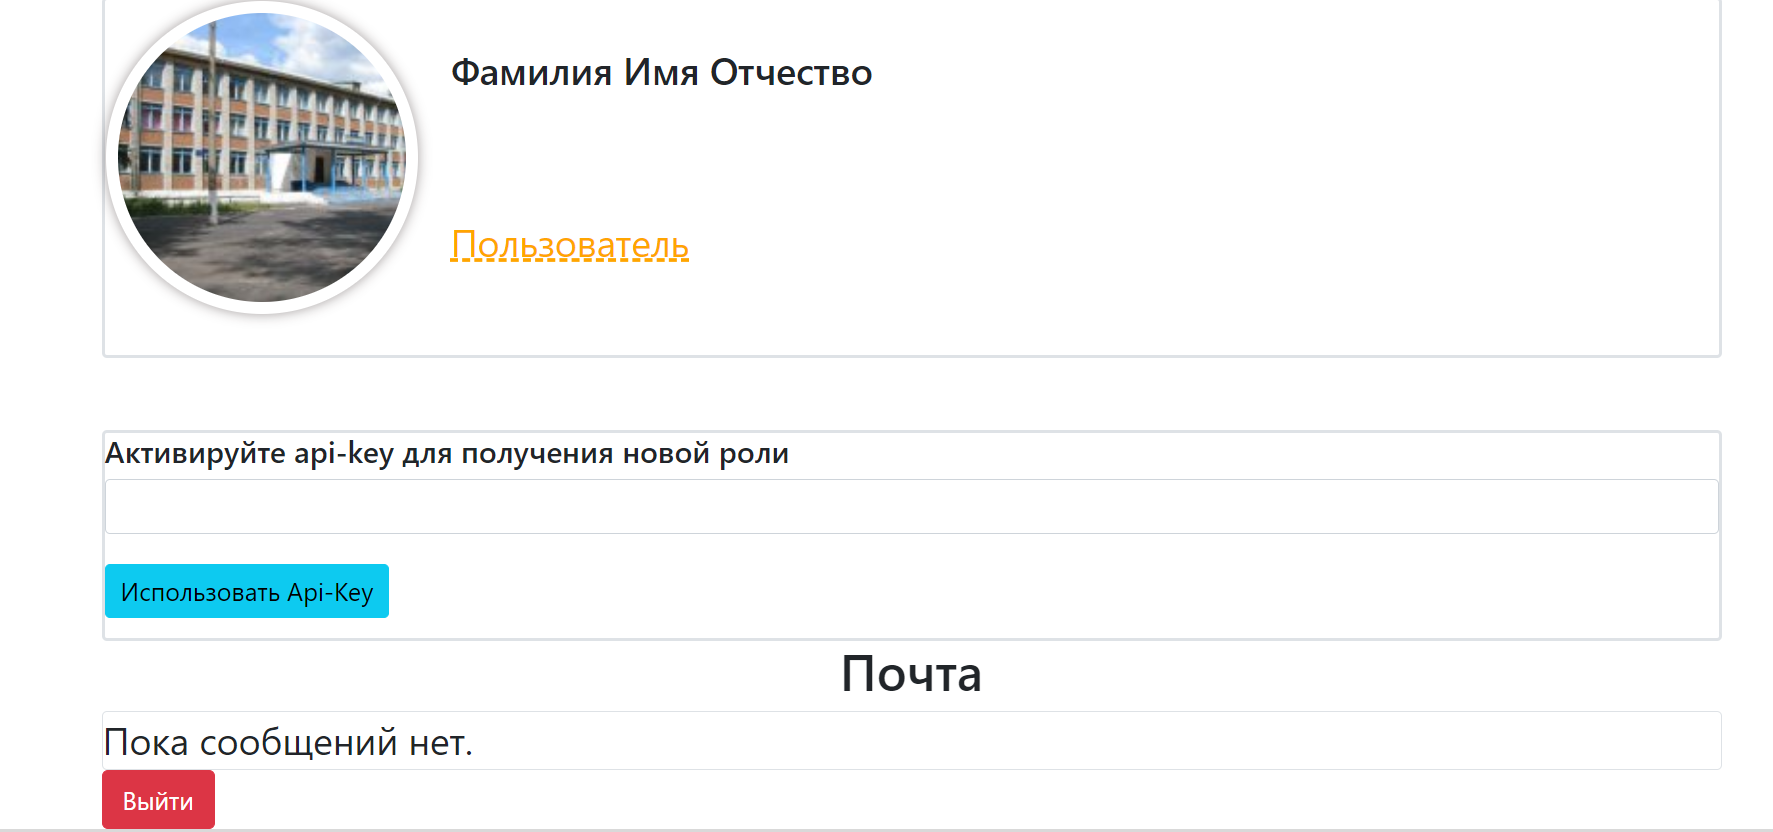 Фамилия Имя Отчество
Пользователь
Активируйте api-key для получения новой роли
Использовать Api-Key
Почта
Пока сообщений нет.
Выйти